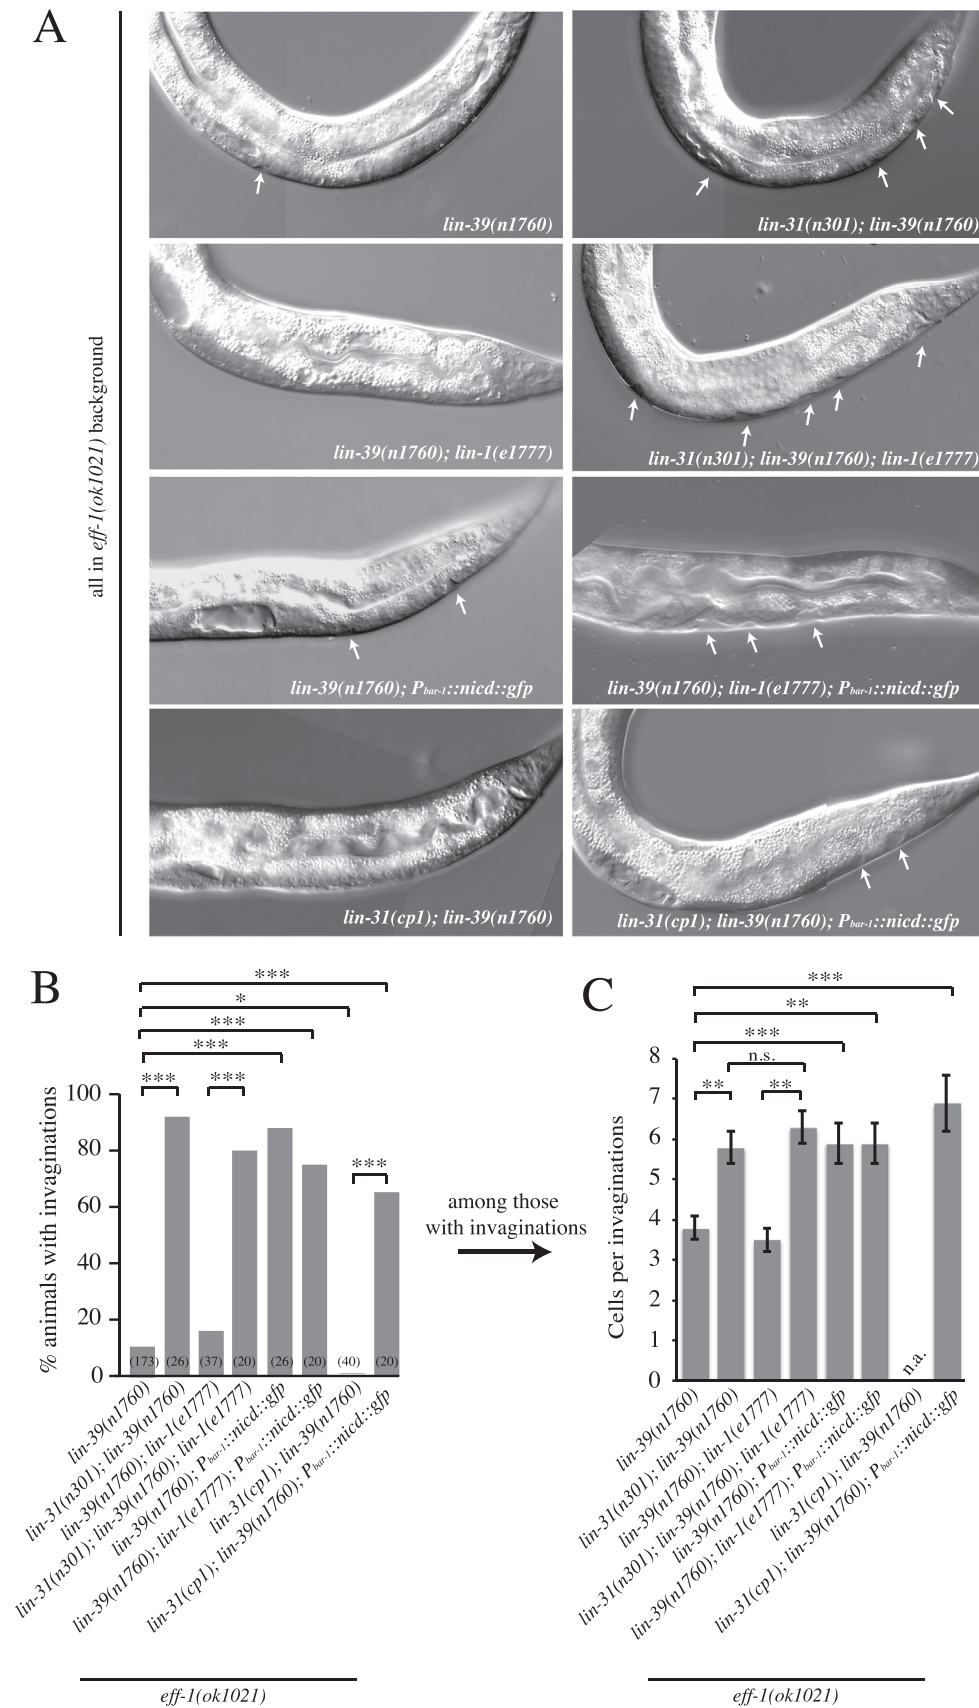 A
all in eff-1(ok1021) background
lin-39(n1760)
lin-31(n301); lin-39(n1760)
lin-39(n1760); lin-1(e1777)
lin-31(n301); lin-39(n1760); lin-1(e1777)
lin-39(n1760); Pbar-1::nicd::gfp
lin-39(n1760); lin-1(e1777); Pbar-1::nicd::gfp
lin-31(cp1); lin-39(n1760)
lin-31(cp1); lin-39(n1760); Pbar-1::nicd::gfp
B
***
*
***
***
*** ***
***
% animals with invaginations
100
80
60
40
20
0
(173) (26) (37) (20) (26) (20) (40) (20)
lin-39(n1760)
lin-31(n301); lin-39(n1760)
lin-39(n1760); lin-1(e1777)
lin-31(n301); lin-39(n1760); lin-1(e1777)
lin-39(n1760); Pbar-1::nicd::gfp
lin-39(n1760); lin-1(e1777); Pbar-1::nicd::gfp
lin-31(cp1); lin-39(n1760)
lin-31(cp1); lin-39(n1760); Pbar-1::nicd::gfp
eff-1(ok1021)
among those
with invaginations
C
***
**
***
n.s.
** **
Cells per invaginations
8
7
6
5
4
3
2
1
0
n.a.
lin-39(n1760)
lin-31(n301); lin-39(n1760)
lin-39(n1760); lin-1(e1777)
lin-31(n301); lin-39(n1760); lin-1(e1777)
lin-39(n1760); Pbar-1::nicd::gfp
lin-39(n1760); lin-1(e1777); Pbar-1::nicd::gfp
lin-31(cp1); lin-39(n1760)
lin-31(cp1); lin-39(n1760); Pbar-1::nicd::gfp
eff-1(ok1021)